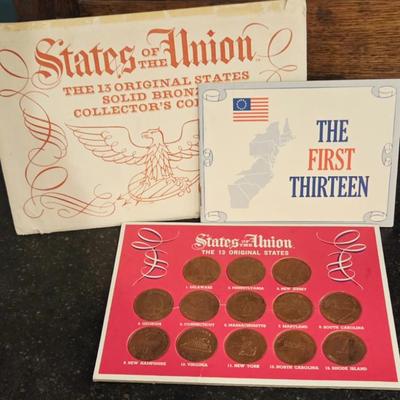 States OF THE Union
THE 13 ORIGINAL STATES
SOLID
COLLECTOR'S
THE
FIRST
THIRTEEN
States OF THE Union
THE 13 ORIGINAL STATES
1. DELAWARE 2. PENNSYLVANIA 3. NEW JERSEY
4. GEORGIA 5. CONNECTICUT 6. MASSACHUSETTS 7. MARYLAND 8. SOUTH CAROLINA
9. NEW HAMPSHIRE 10. VIRGINIA 11. NEW YORK 12. NORTH CAROLINA 13. RHODE ISLAND